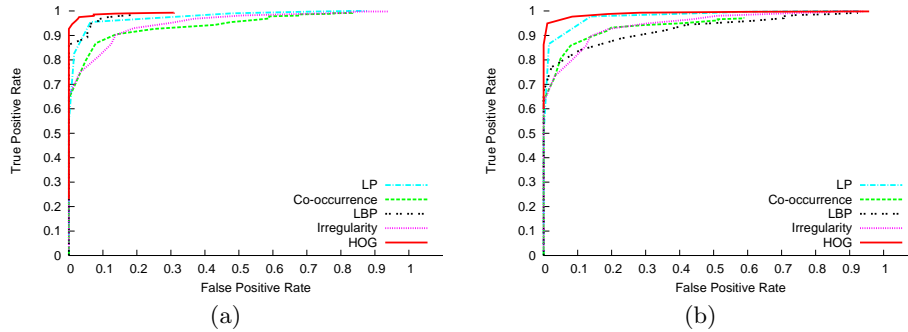 1
0.9
0.8
0.7
0.6
0.5
0.4
0.3
0.2
0.1
0
True Positive Rate
LP
Co-occurrence
LBP
Irregularity
HOG
0 0.1 0.2 0.3 0.4 0.5 0.6 0.7 0.8 0.9 1
False Positive Rate
(a)
1
0.9
0.8
0.7
0.6
0.5
0.4
0.3
0.2
0.1
0
True Positive Rate
LP
Co-occurrence
LBP
Irregularity
HOG
0 0.1 0.2 0.3 0.4 0.5 0.6 0.7 0.8 0.9 1
False Positive Rate
(b)